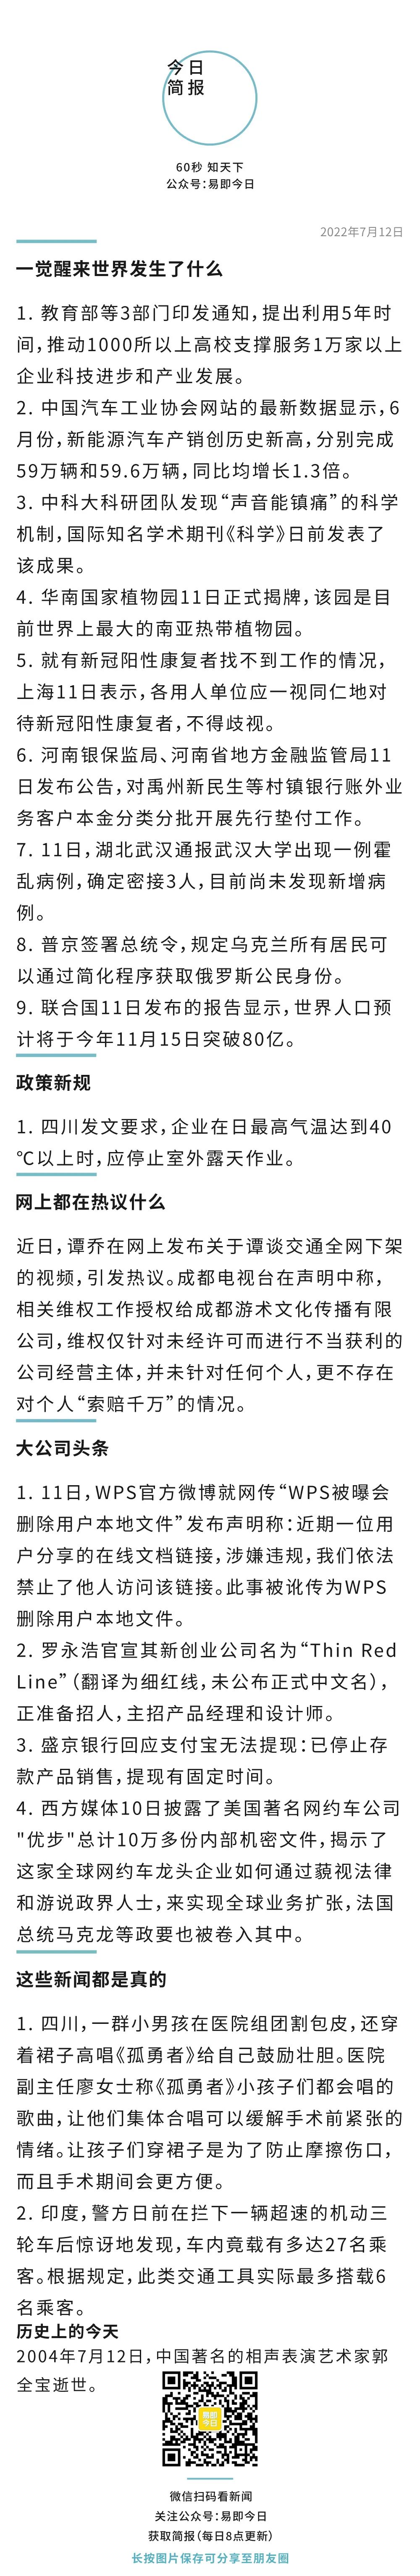 今日
简报
60秒 知天下
公众号：易即今日
2022年7月12日
一觉醒来世界发生了什么
1. 教育部等3部门印发通知，提出利用5年时
间，推动1000所以上高校支撑服务1万家以上
企业科技进步和产业发展。
2. 中国汽车工业协会网站的最新数据显示，6
月份，新能源汽车产销创历史新高，分别完成
59万辆和59.6万辆，同比均增长1.3倍。
3. 中科大科研团队发现“声音能镇痛”的科学
机制，国际知名学术期刊《科学》日前发表了
该成果。
4. 华南国家植物园11日正式揭牌，该园是目
前世界上最大的南亚热带植物园。
5. 就有新冠阳性康复者找不到工作的情况，
上海11日表示，各用人单位应一视同仁地对
待新冠阳性康复者，不得歧视。
6. 河南银保监局、河南省地方金融监管局11
日发布公告，对禹州新民生等村镇银行账外业
务客户本金分类分批开展先行垫付工作。
7. 11日，湖北武汉通报武汉大学出现一例霍
乱病例，确定密接3人，目前尚未发现新增病
例。
8. 普京签署总统令，规定乌克兰所有居民可
以通过简化程序获取俄罗斯公民身份。
9. 联合国11日发布的报告显示，世界人口预
计将于今年11月15日突破80亿。
政策新规
1. 四川发文要求，企业在日最高气温达到40
℃以上时，应停止室外露天作业。
网上都在热议什么
近日，谭乔在网上发布关于谭谈交通全网下架
的视频，引发热议。成都电视台在声明中称，
相关维权工作授权给成都游术文化传播有限
公司，维权仅针对未经许可而进行不当获利的
公司经营主体，并未针对任何个人，更不存在
对个人“索赔千万”的情况。
大公司头条
1. 11日，WPS官方微博就网传“WPS被曝会
删除用户本地文件”发布声明称：近期一位用
户分享的在线文档链接，涉嫌违规，我们依法
禁止了他人访问该链接。此事被讹传为WPS
删除用户本地文件。
2. 罗永浩官宣其新创业公司名为“Thin Red
Line”（翻译为细红线，未公布正式中文名），
正准备招人，主招产品经理和设计师。
3. 盛京银行回应支付宝无法提现：已停止存
款产品销售，提现有固定时间。
4. 西方媒体10日披露了美国著名网约车公司
"优步"总计10万多份内部机密文件，揭示了
这家全球网约车龙头企业如何通过藐视法律
和游说政界人士，来实现全球业务扩张，法国
总统马克龙等政要也被卷入其中。
这些新闻都是真的
1. 四川，一群小男孩在医院组团割包皮，还穿
着裙子高唱《孤勇者》给自己鼓励壮胆。医院
副主任廖女士称《孤勇者》小孩子们都会唱的
歌曲，让他们集体合唱可以缓解手术前紧张的
情绪。让孩子们穿裙子是为了防止摩擦伤口，
而且手术期间会更方便。
2. 印度，警方日前在拦下一辆超速的机动三
轮车后惊讶地发现，车内竟载有多达27名乘
客。根据规定，此类交通工具实际最多搭载6
名乘客。
历史上的今天
2004年7月12日，中国著名的相声表演艺术家郭
全宝逝世。
易即
今日
微信扫码看新闻
关注公众号：易即今日
获取简报（每日8点更新）
长按图片保存可分享至朋友圈